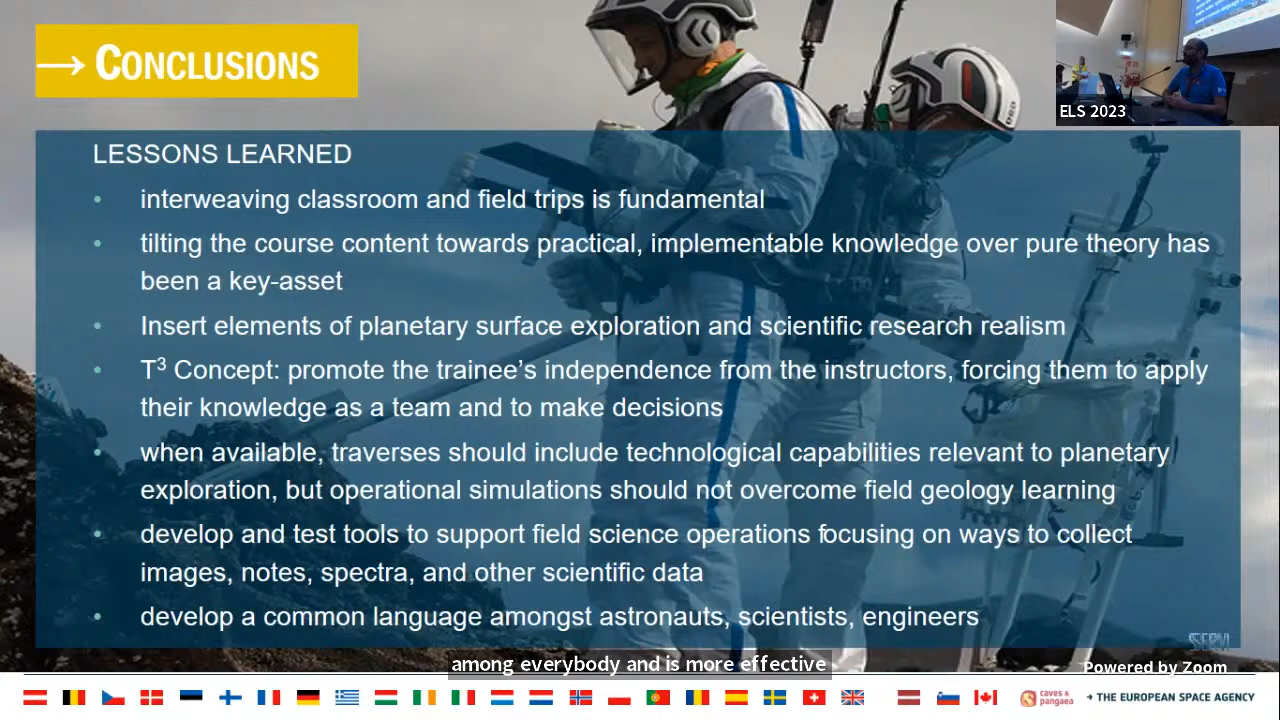 → CONCLUSIONS
ELS 2023
LESSONS LEARNED
• interweaving classroom and field trips is fundamental
• tilting the course content towards practical, implementable knowledge over pure theory has
been a key-asset
• Insert elements of planetary surface exploration and scientific research realism
• T³ Concept: promote the trainee’s independence from the instructors, forcing them to apply
their knowledge as a team and to make decisions
• when available, traverses should include technological capabilities relevant to planetary
exploration, but operational simulations should not overcome field geology learning
• develop and test tools to support field science operations focusing on ways to collect
images, notes, spectra, and other scientific data
• develop a common language amongst astronauts, scientists, engineers
among everybody and is more effective
Powered by Zoom
caves &
pangaea
→ THE EUROPEAN SPACE AGENCY